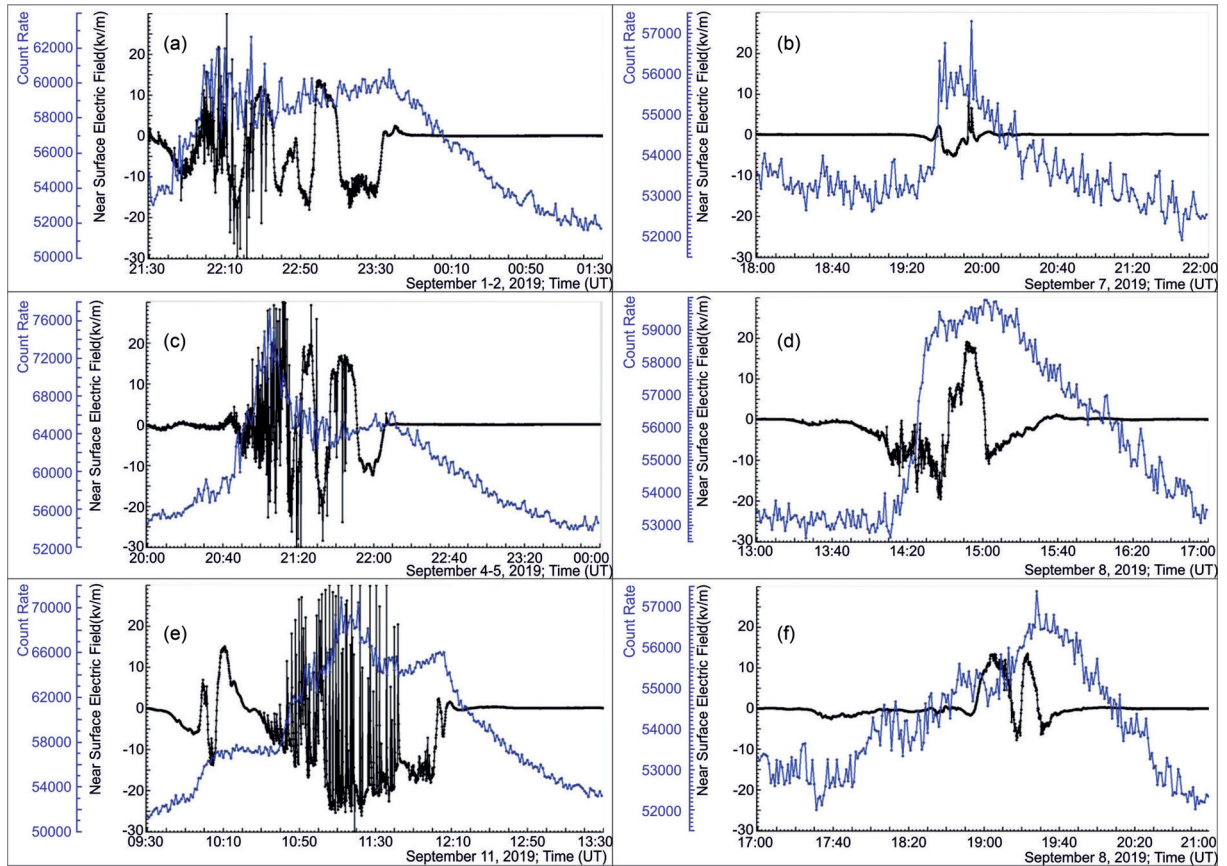 (a)
Count Rate
62000
60000
58000
56000
54000
52000
50000
Near Surface Electric Field(kv/m)
20
10
0
-10
-20
-30
21:30 22:10 22:50 23:30 00:10 00:50 01:30
September 1-2, 2019; Time (UT)
(b)
Count Rate
57000
56000
55000
54000
53000
52000
Near Surface Electric Field(kv/m)
20
10
0
-10
-20
-30
18:00 18:40 19:20 20:00 20:40 21:20 22:00
September 7, 2019; Time (UT)
(c)
Count Rate
76000
72000
68000
64000
60000
56000
52000
Near Surface Electric Field(kv/m)
20
10
0
-10
-20
-30
20:00 20:40 21:20 22:00 22:40 23:20 00:00
September 4-5, 2019; Time (UT)
(d)
Count Rate
59000
58000
57000
56000
55000
54000
53000
Near Surface Electric Field(kv/m)
20
10
0
-10
-20
-30
13:00 13:40 14:20 15:00 15:40 16:20 17:00
September 8, 2019; Time (UT)
(e)
Count Rate
70000
66000
62000
58000
54000
50000
Near Surface Electric Field(kv/m)
20
10
0
-10
-20
-30
09:30 10:10 10:50 11:30 12:10 12:50 13:30
September 11, 2019; Time (UT)
(f)
Count Rate
57000
56000
55000
54000
53000
52000
Near Surface Electric Field(kv/m)
20
10
0
-10
-20
-30
17:00 17:40 18:20 19:00 19:40 20:20 21:00
September 8, 2019; Time (UT)